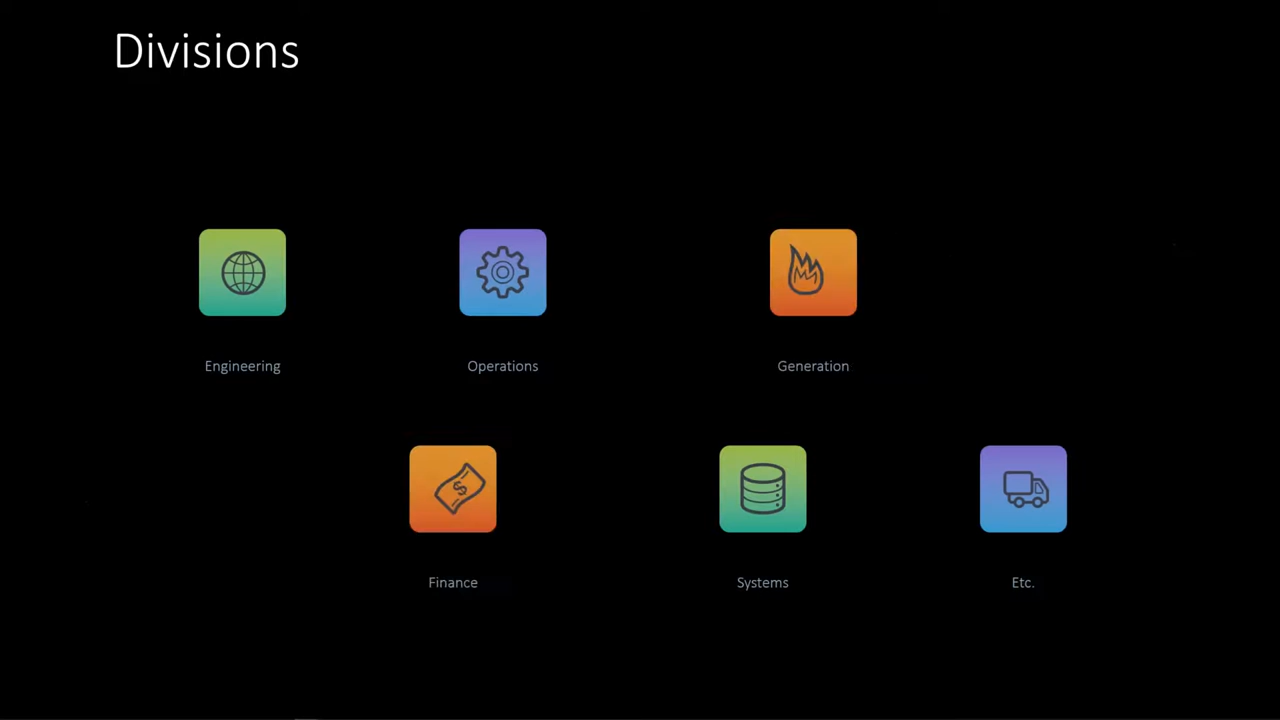 Divisions
Engineering
Operations
Generation
$
Finance
Systems
Etc.